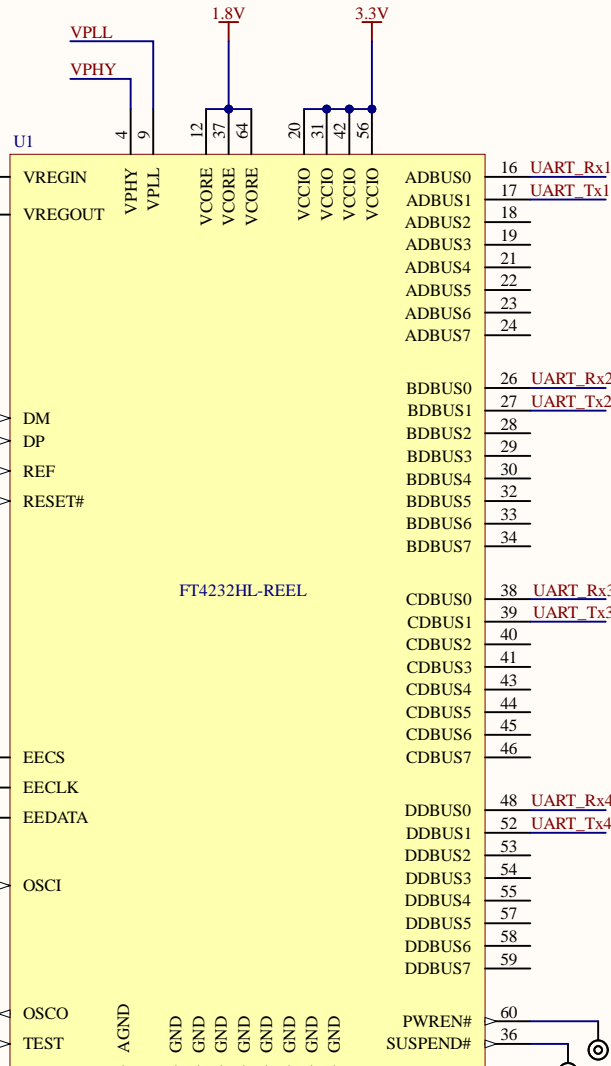 1.8V
3.3V
VPLL
VPHY
4
9
12
37
64
20
31
42
56
U1
VREGIN
VREGOUT
VPHY
VPLL
VCORE
VCORE
VCORE
VCCIO
VCCIO
VCCIO
VCCIO
ADBUS0 16 UART_Rx1
ADBUS1 17 UART_Tx1
ADBUS2 18
ADBUS3 19
ADBUS4 21
ADBUS5 22
ADBUS6 23
ADBUS7 24
BDBUS0 26 UART_Rx2
BDBUS1 27 UART_Tx2
BDBUS2 28
BDBUS3 29
BDBUS4 30
BDBUS5 32
BDBUS6 33
BDBUS7 34
DM
DP
REF
RESET#
FT4232HL-REEL
CDBUS0 38 UART_Rx3
CDBUS1 39 UART_Tx3
CDBUS2 40
CDBUS3 41
CDBUS4 43
CDBUS5 44
CDBUS6 45
CDBUS7 46
EECS
EECLK
EEDATA
DDBUS0 48 UART_Rx4
DDBUS1 52 UART_Tx4
DDBUS2 53
DDBUS3 54
DDBUS4 55
DDBUS5 57
DDBUS6 58
DDBUS7 59
OSCI
OSCO
TEST
AGND
GND
GND
GND
GND
GND
GND
GND
GND
PWREN# 60
SUSPEND# 36